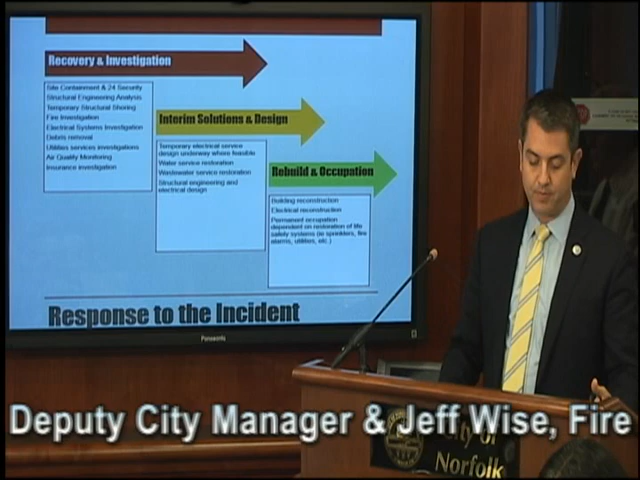 Recovery & Investigation
Site Containment & 24 Security
Structural Engineering Analysis
Temporary Structural Shoring
Fire Investigation
Electrical Systems Investigation
Debris removal
Utilities services investigations
Air Quality Monitoring
Insurance investigation
Interim Solutions & Design
Temporary electrical service
design underway where feasible
Water service restoration
Wastewater service restoration
Structural engineering and
electrical design
Rebuild & Occupation
Building reconstruction
Electrical reconstruction
Permanent occupation
dependent on restoration of life
safety systems (ie sprinklers, fire
alarms, utilities, etc.)
Response to the Incident
Panasonic
Deputy City Manager & Jeff Wise, Fire
City of
Norfolk